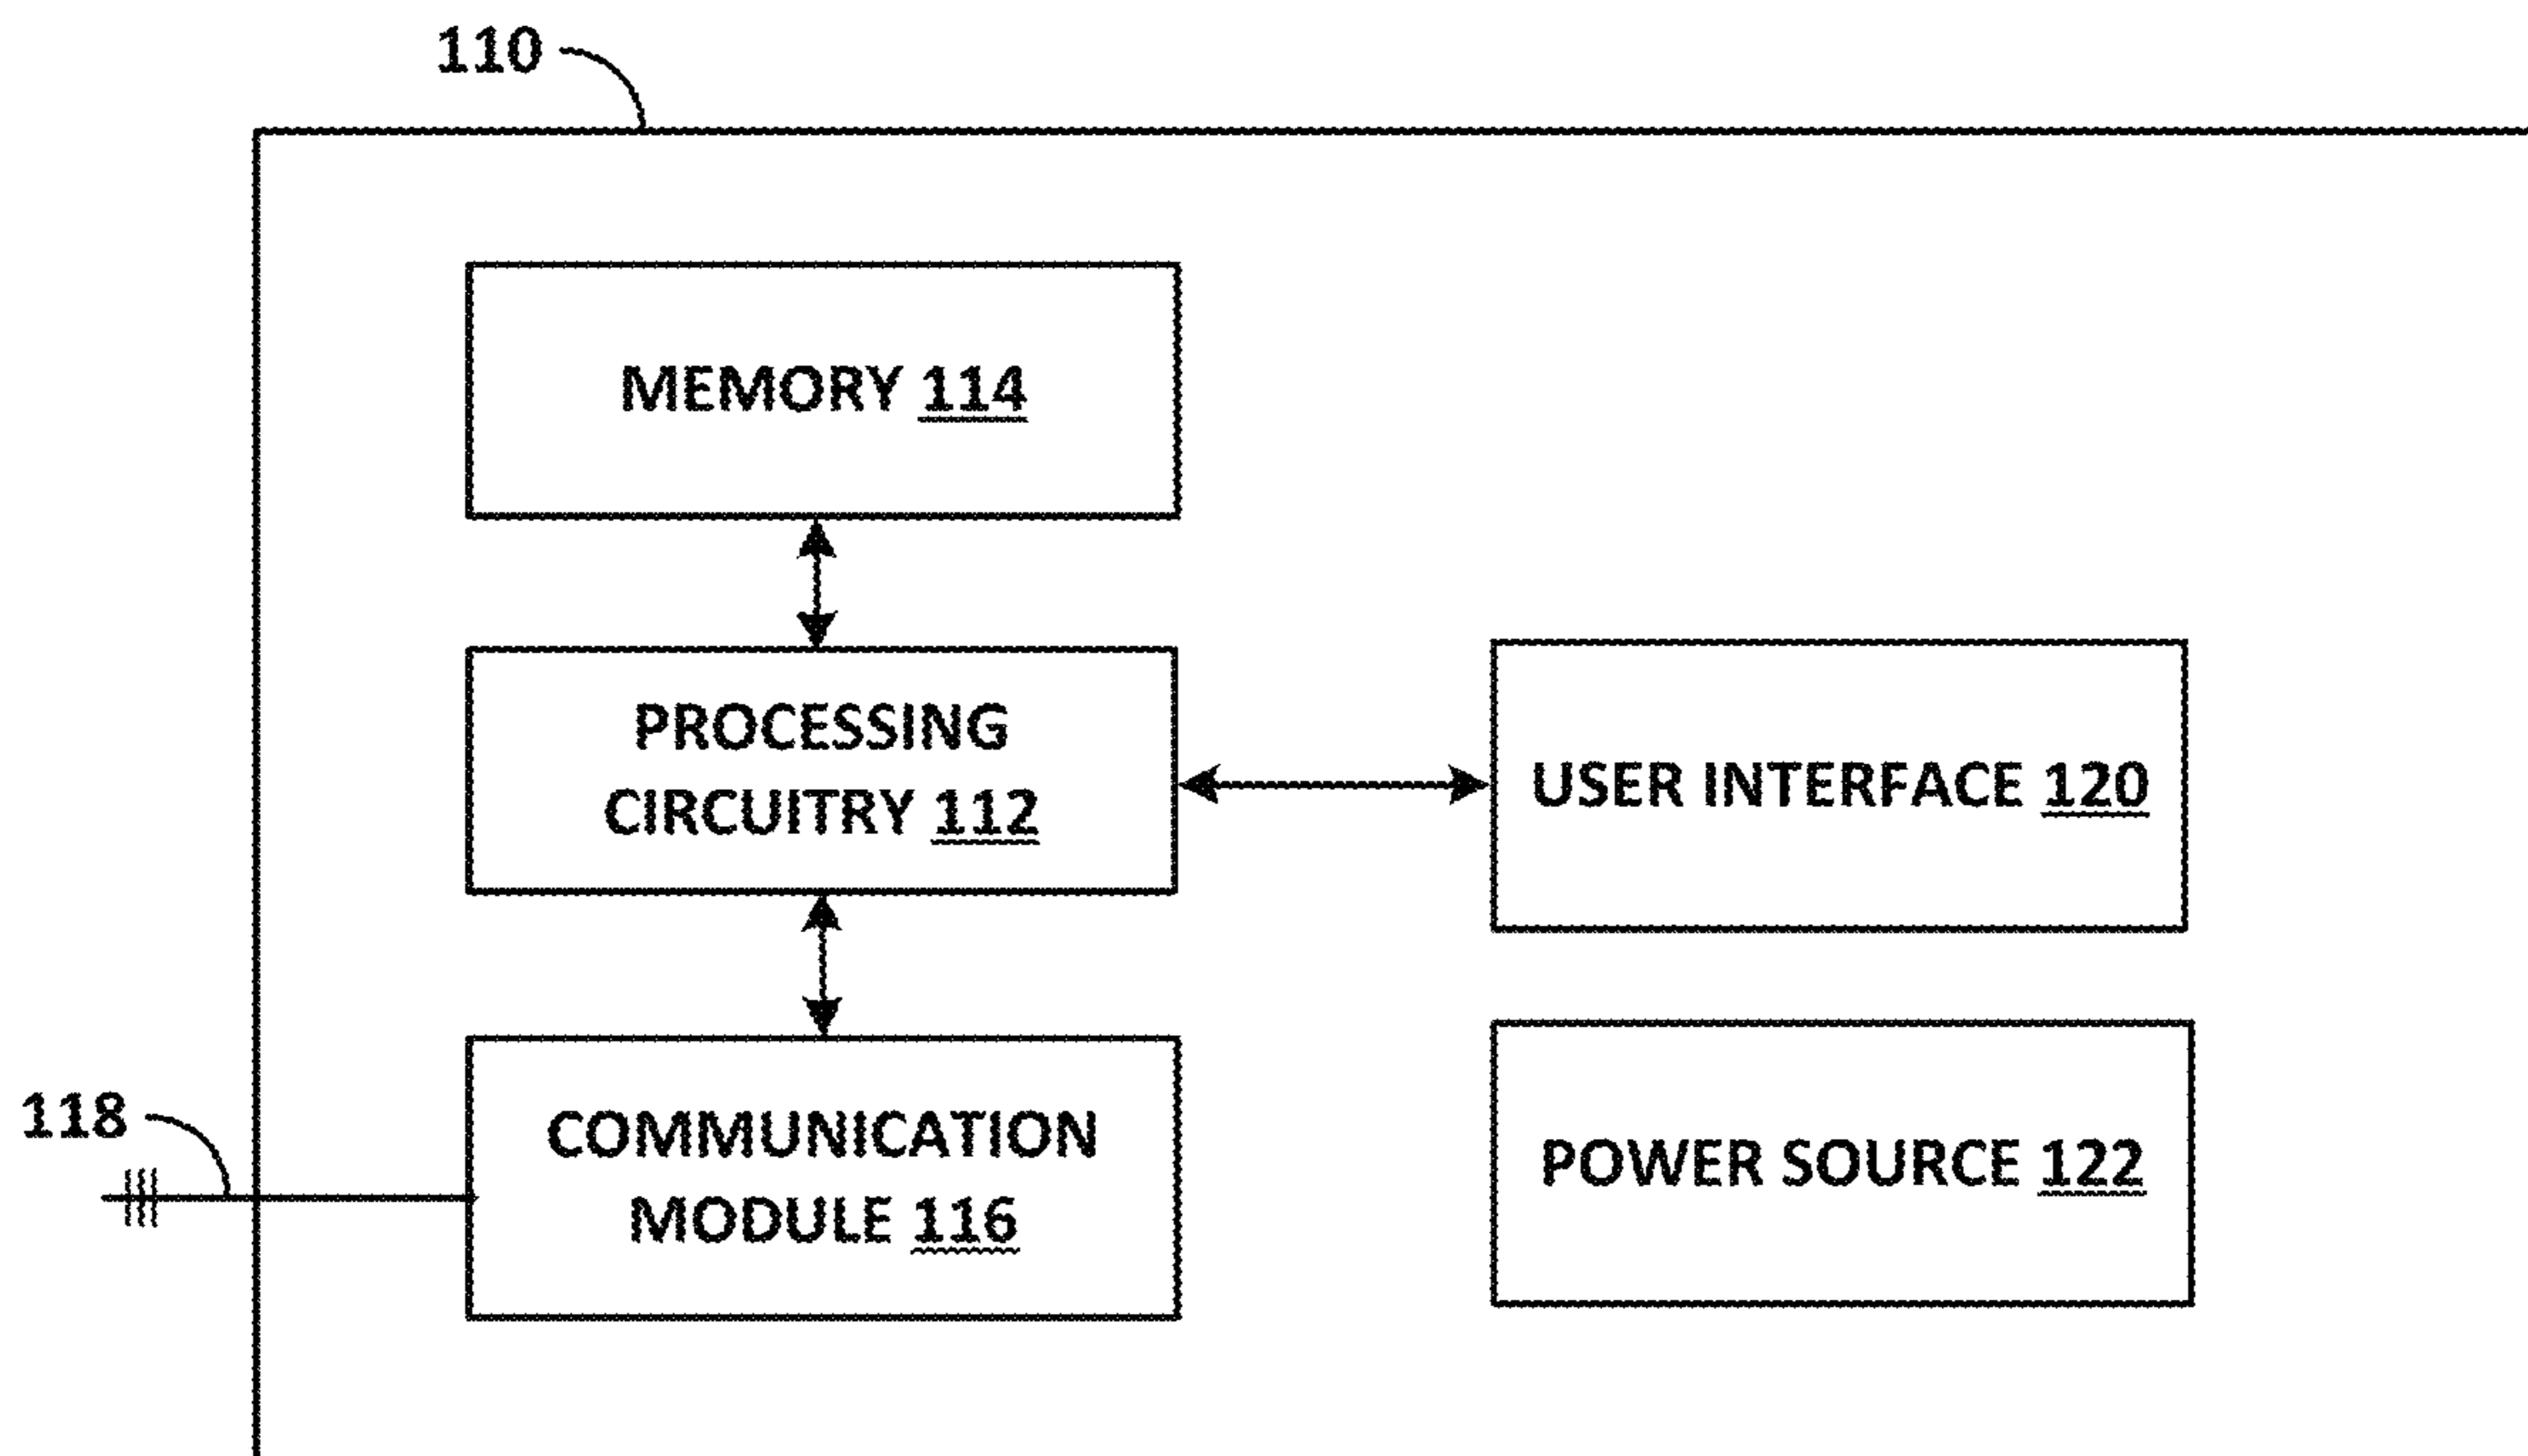 110
MEMORY 114
PROCESSING
CIRCUITRY 112
USER INTERFACE 120
118
COMMUNICATION
MODULE 116
POWER SOURCE 122